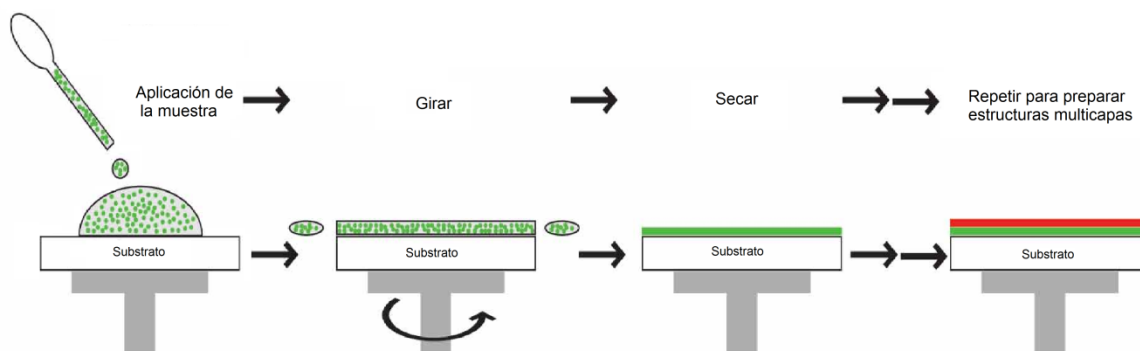 Aplicación de
la muestra
Girar
Secar
Repetir para preparar
estructuras multicapas
Substrato
Substrato
Substrato
Substrato